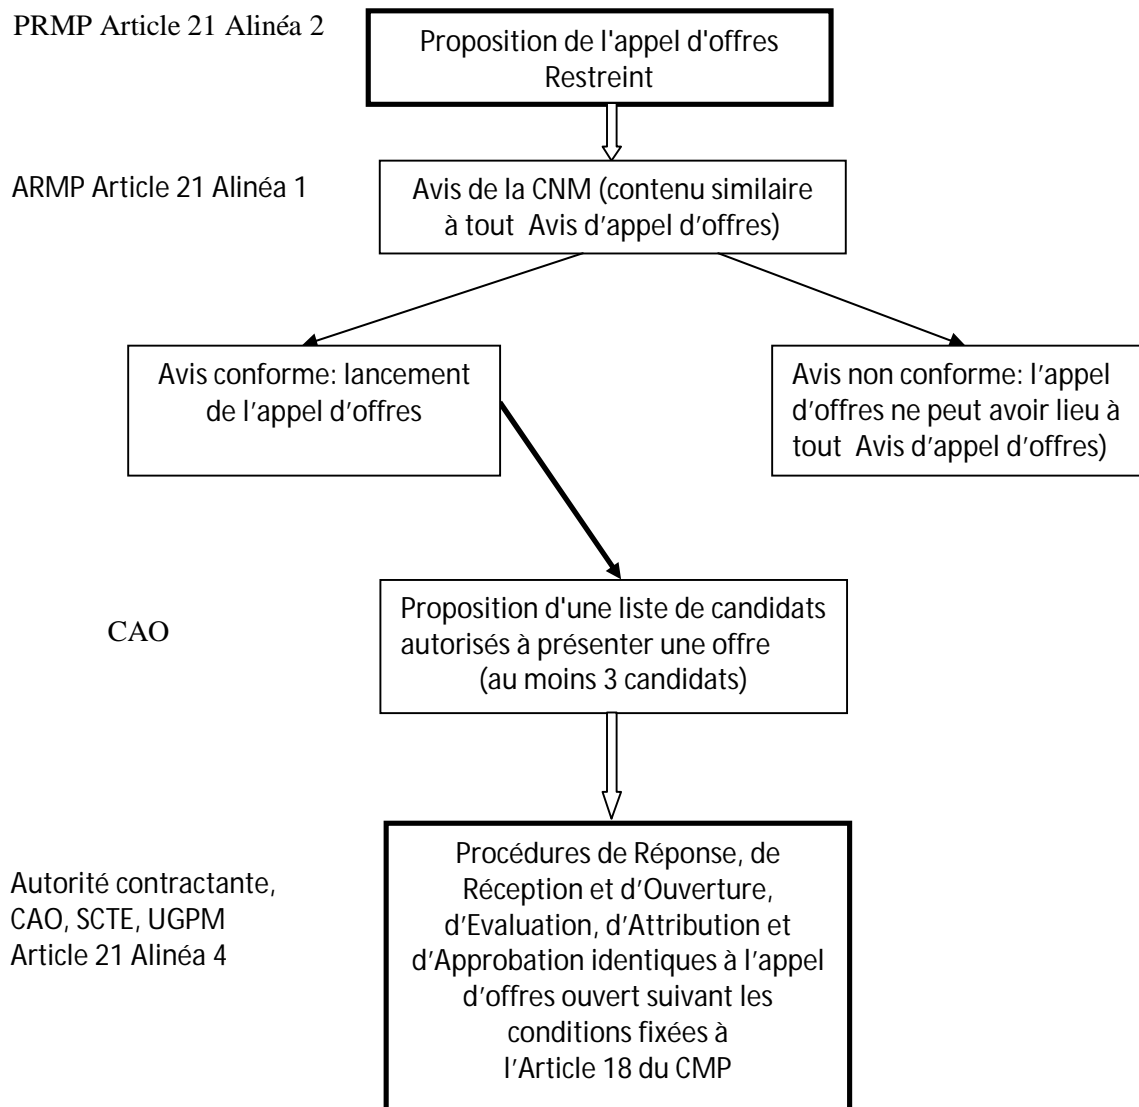 PRMP Article 21 Alinéa 2
Proposition de l'appel d'offres
Restreint
ARMP Article 21 Alinéa 1
Avis de la CNM (contenu similaire
à tout  Avis d’appel d’offres)
Avis conforme: lancement
de l’appel d’offres
Avis non conforme: l’appel
d’offres ne peut avoir lieu à
tout  Avis d’appel d’offres)
CAO
Proposition d'une liste de candidats
autorisés à présenter une offre
(au moins 3 candidats)
Autorité contractante,
CAO, SCTE, UGPM
Article 21 Alinéa 4
Procédures de Réponse, de
Réception et d’Ouverture,
d’Evaluation, d’Attribution et
d’Approbation identiques à l’appel
d’offres ouvert suivant les
conditions fixées à
l’Article 18 du CMP